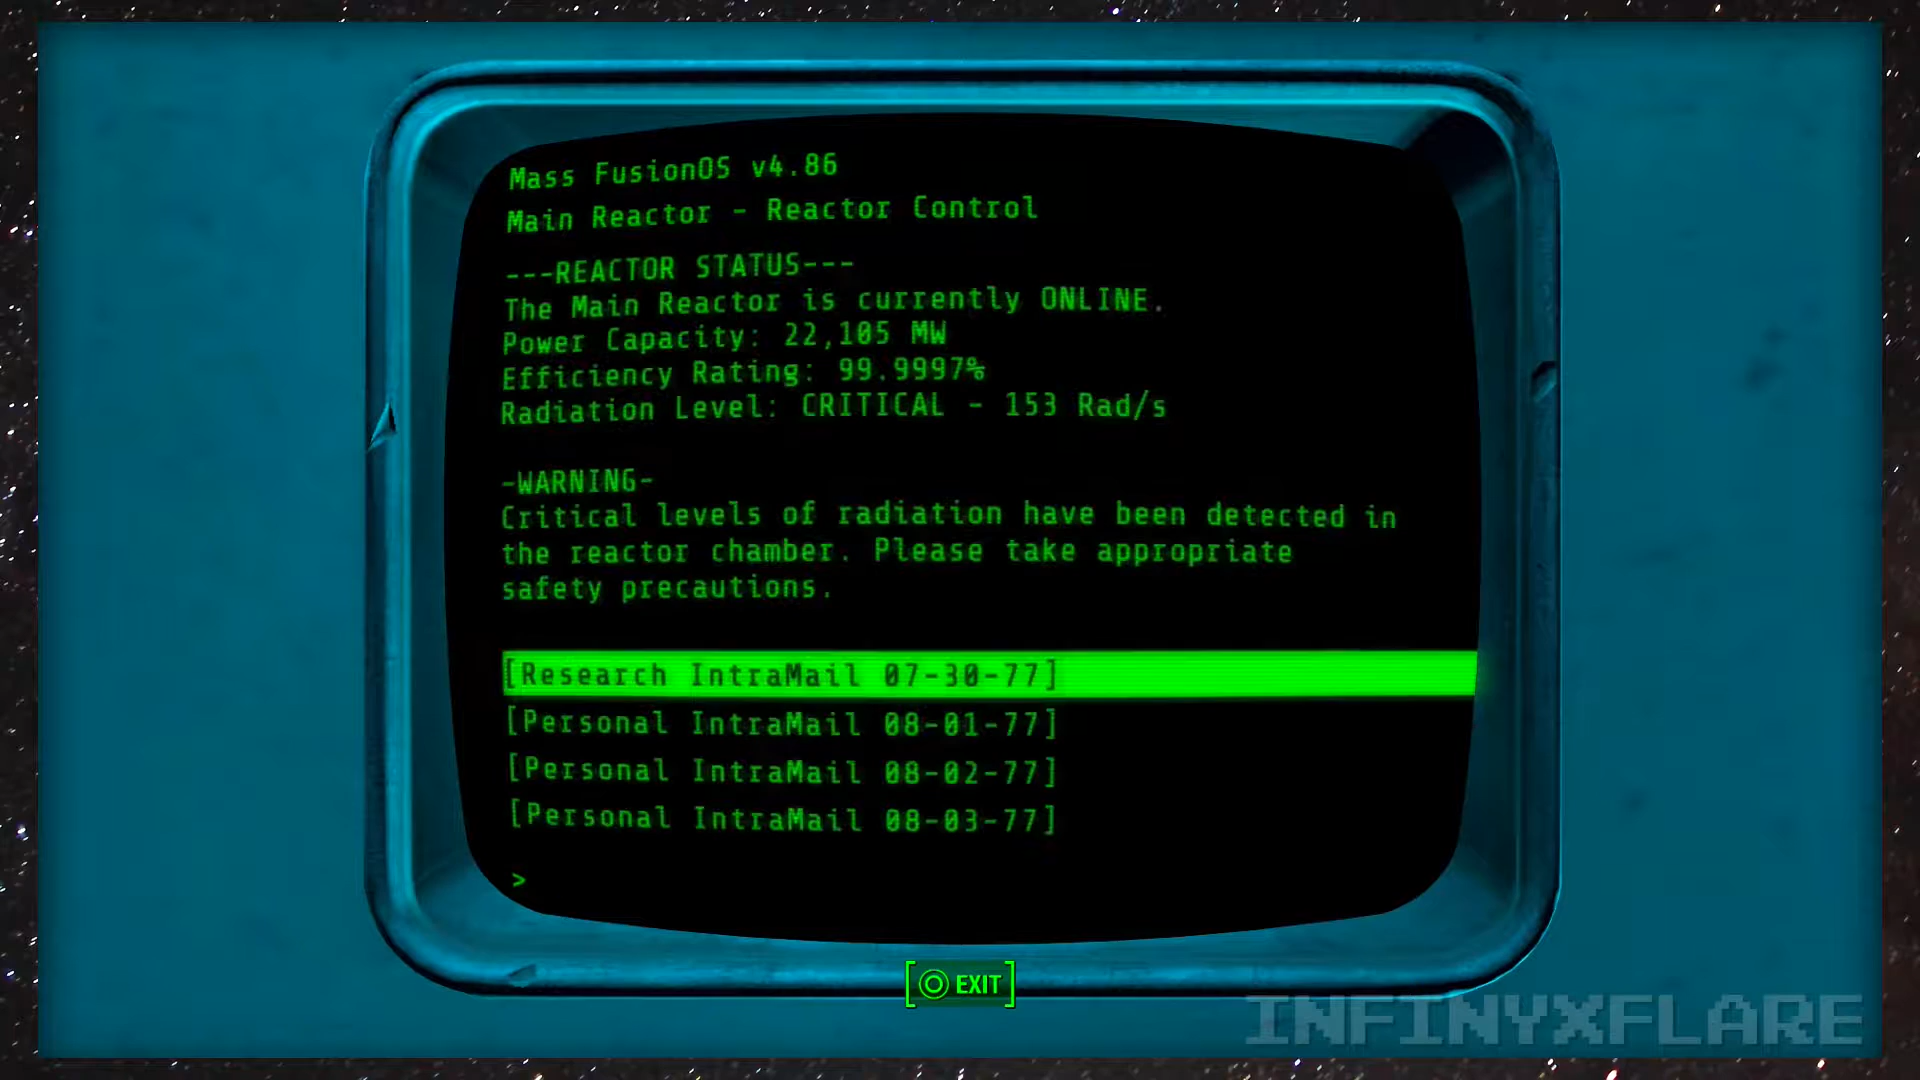 Mass FusionOS v4.86
Main Reactor - Reactor Control
---REACTOR STATUS---
The Main Reactor is currently ONLINE.
Power Capacity: 22,105 MW
Efficiency Rating: 99.9997%
Radiation Level: CRITICAL - 153 Rad/s
-WARNING-
Critical levels of radiation have been detected in
the reactor chamber. Please take appropriate
safety precautions.
[Research IntraMail 07-30-77]
[Personal IntraMail 08-01-77]
[Personal IntraMail 08-02-77]
[Personal IntraMail 08-03-77]
>
EXIT
INFINYXFLARE